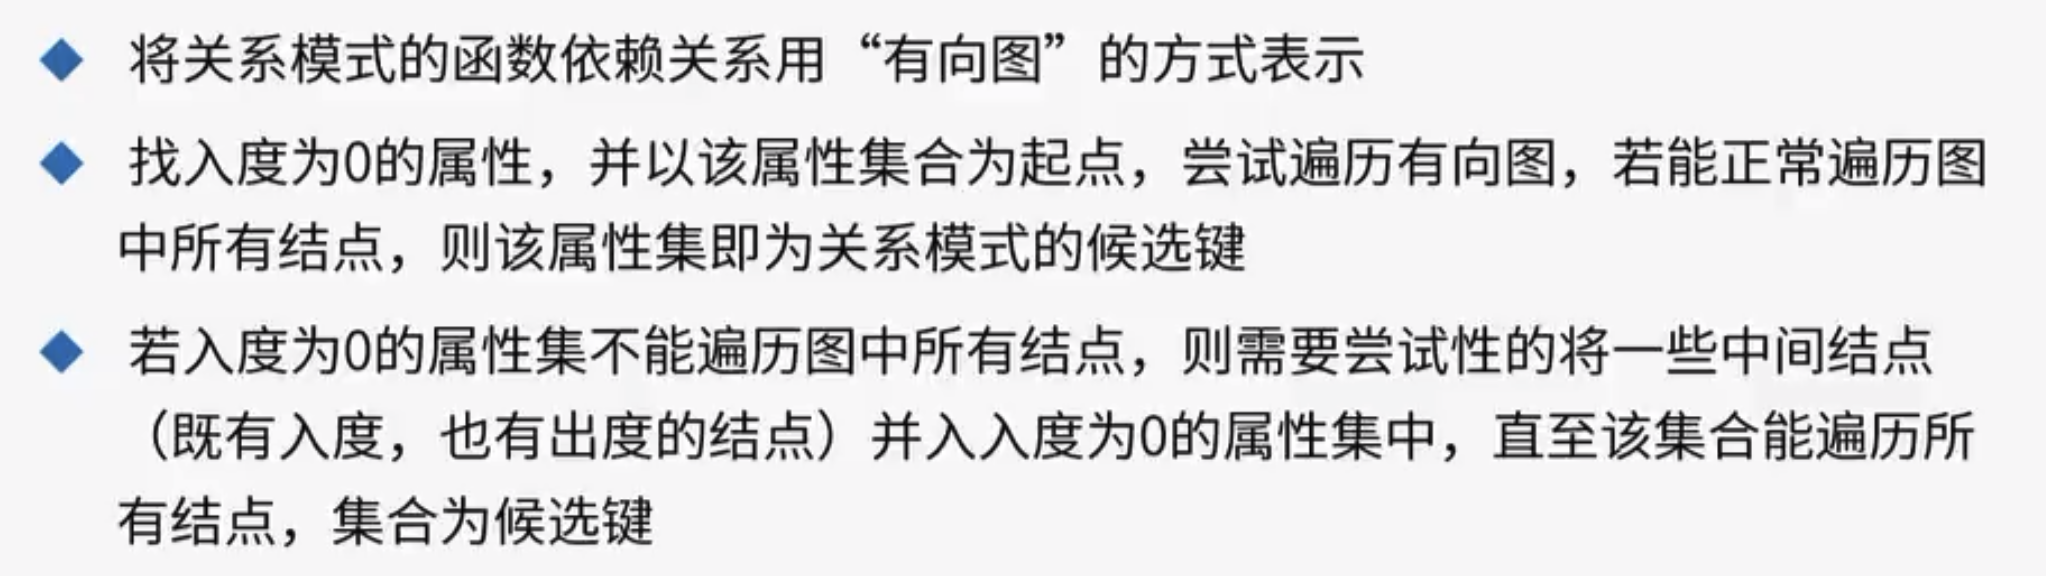 将关系模式的函数依赖关系用“有向图”的方式表示
找入度为0的属性，并以该属性集合为起点，尝试遍历有向图，若能正常遍历图
中所有结点，则该属性集即为关系模式的候选键
若入度为0的属性集不能遍历图中所有结点，则需要尝试性的将一些中间结点
（既有入度，也有出度的结点）并入入度为0的属性集中，直至该集合能遍历所
有结点，集合为候选键